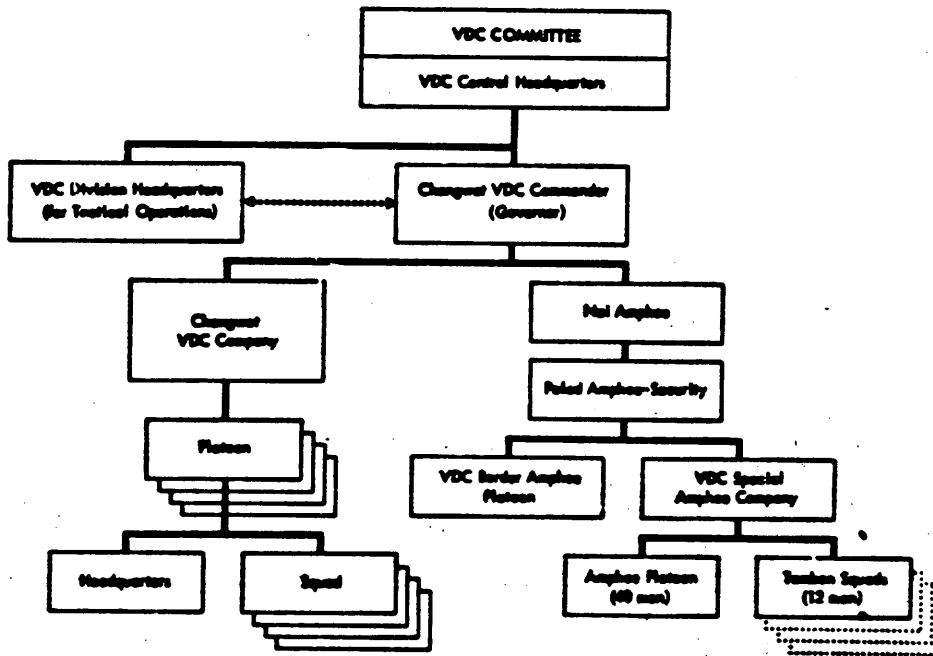 VDC COMMITTEE
VDC Control Headquarters
VDC Division Headquarters
(for Tactical Operations)
Changwat VDC Commander
(Governor)
Changwat
VDC Company
Nai Amphoe
Palad Amphoe-Security
Platoon
VDC Border Amphoe
Platoon
VDC Special
Amphoe Company
Headquarters
Squad
Amphoe Platoon
(40 men)
Tambon Squads
(12 men)